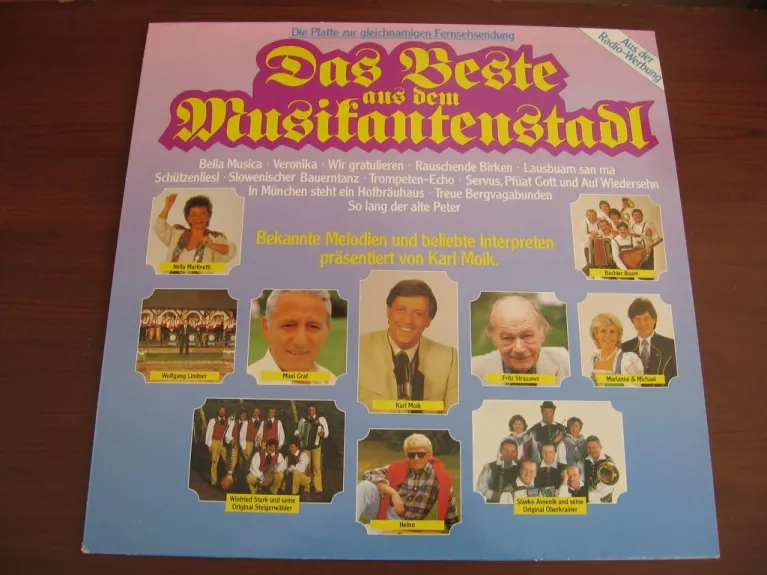 Die Platte zur gleichnamigen Fernsehsendung
Aus der
Radio-Werbung
Das Beste
aus dem
Musikantenstadl
Bella Musica · Veronika · Wir gratulieren · Rauschende Birken · Lausbuam san ma
Schützenliesl · Slowenischer Bauerntanz · Trompeten-Echo · Servus, Pfüat Gott und Auf Wiedersehn
In München steht ein Hofbräuhaus · Treue Bergvagabunden
So lang der alte Peter
Bekannte Melodien und beliebte Interpreten
präsentiert von Karl Moik.
Nella Martinetti
Bachler Buam
Wolfgang Lindner
Maxl Graf
Karl Moik
Fritz Strassner
Marianne & Michael
Winfried Stark und seine
Original Steigerwälder
Heino
Slavko Avsenik und seine
Original Oberkrainer